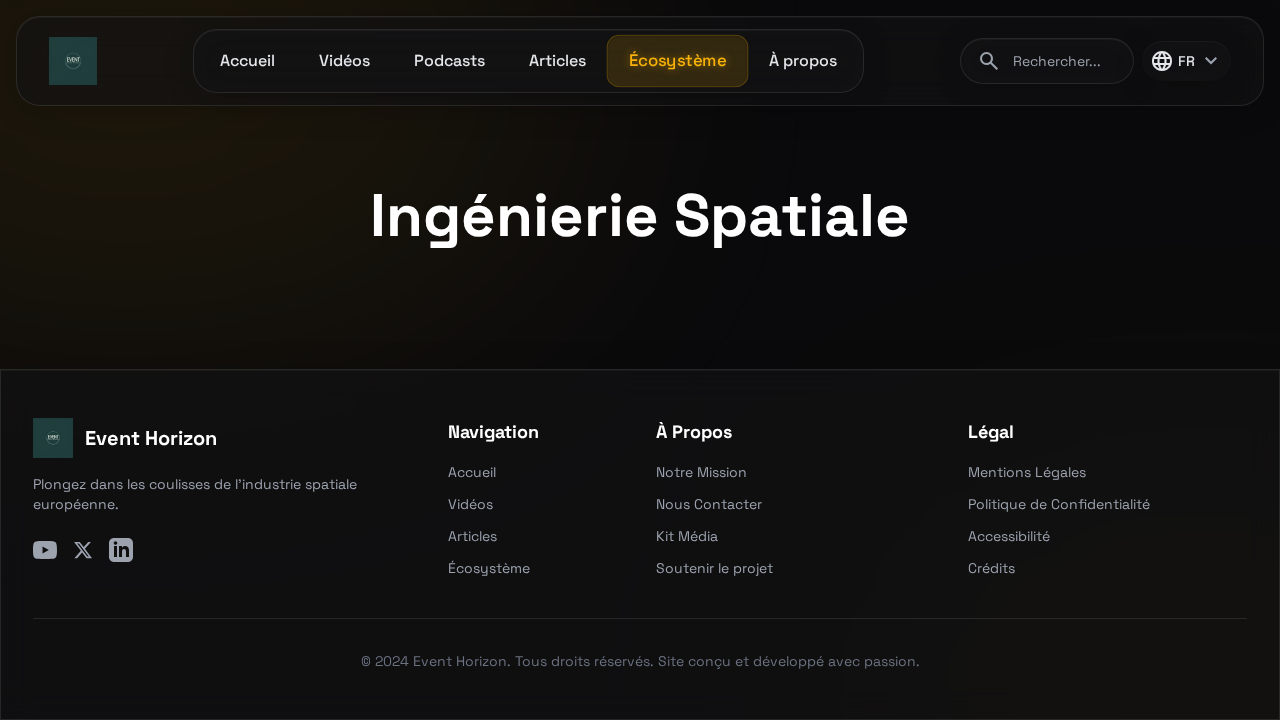 EVENT
Accueil
Vidéos
Podcasts
Articles
Écosystème
À propos
Rechercher...
FR
Ingénierie Spatiale
EVENT
Event Horizon
Plongez dans les coulisses de l'industrie spatiale
européenne.
Navigation
Accueil
Vidéos
Articles
Écosystème
À Propos
Notre Mission
Nous Contacter
Kit Média
Soutenir le projet
Légal
Mentions Légales
Politique de Confidentialité
Accessibilité
Crédits
© 2024 Event Horizon. Tous droits réservés. Site conçu et développé avec passion.